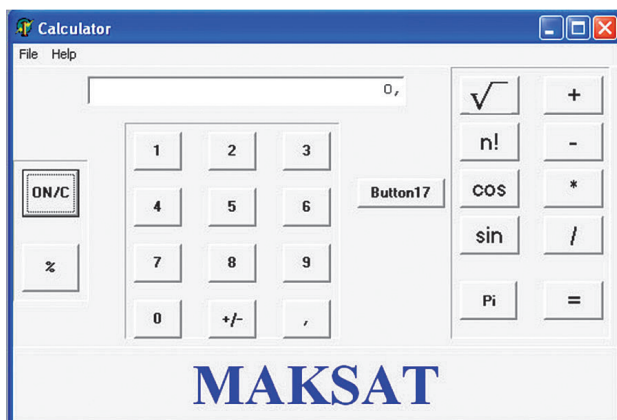 Calculator
File Help
0,
√ +
1 2 3 n! -
ON/C 4 5 6 Button17 cos *
% 7 8 9 sin /
0 +/- , Pi =
MAKSAT